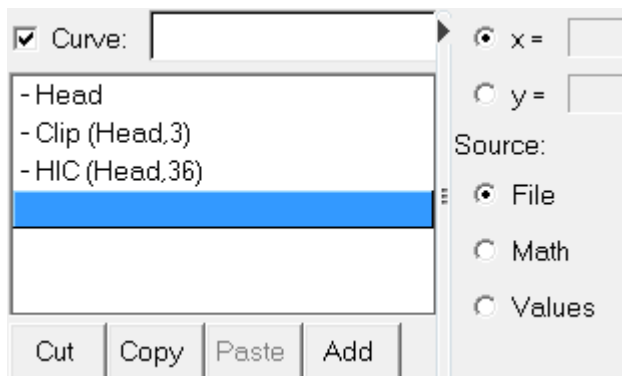 Curve:
- Head
- Clip (Head,3)
- HIC (Head,36)
Cut Copy Paste Add
x =
y =
Source:
File
Math
Values